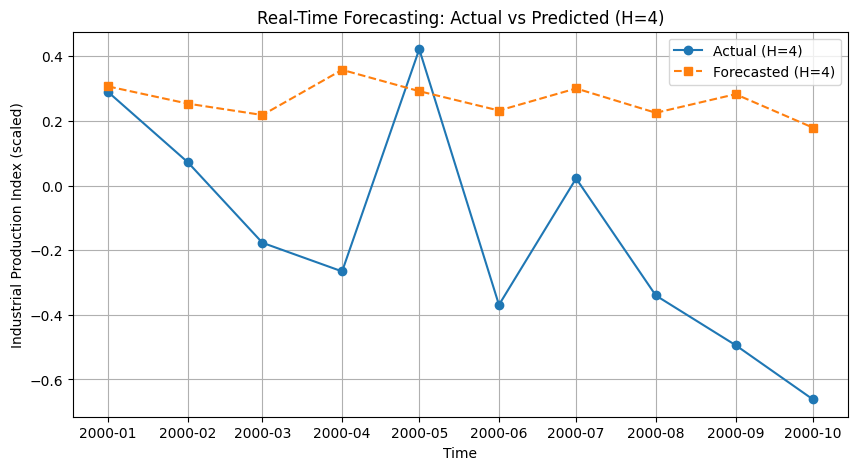 Real-Time Forecasting: Actual vs Predicted (H=4)
Actual (H=4)
Forecasted (H=4)
Industrial Production Index (scaled)
0.4
0.2
0.0
−0.2
−0.4
−0.6
2000-01 2000-02 2000-03 2000-04 2000-05 2000-06 2000-07 2000-08 2000-09 2000-10
Time